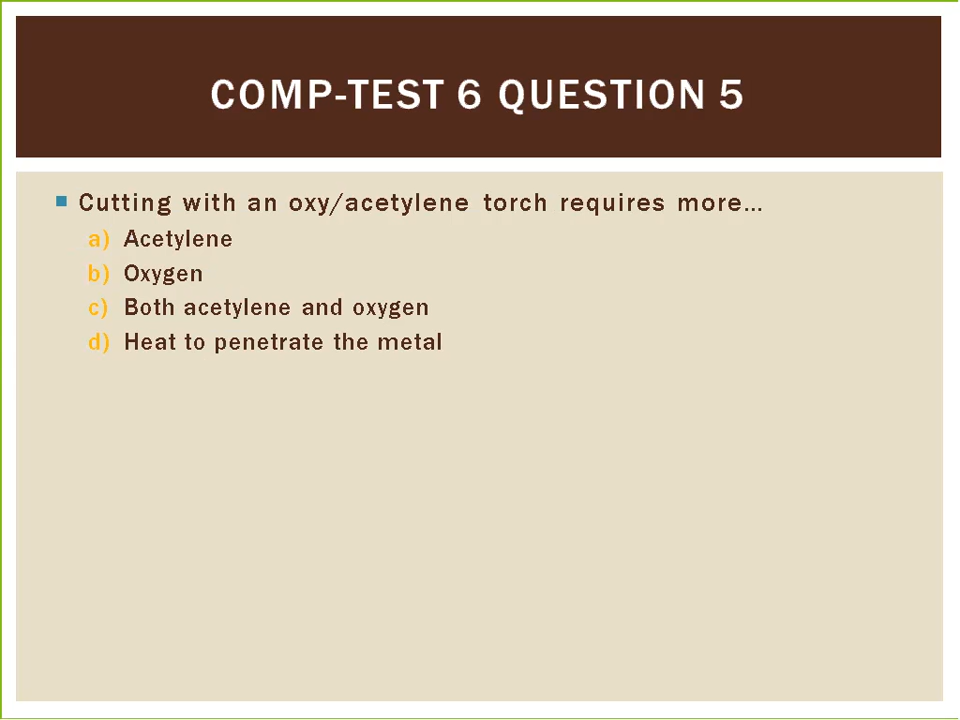 COMP-TEST 6 QUESTION 5
Cutting with an oxy/acetylene torch requires more…
a) Acetylene
b) Oxygen
c) Both acetylene and oxygen
d) Heat to penetrate the metal